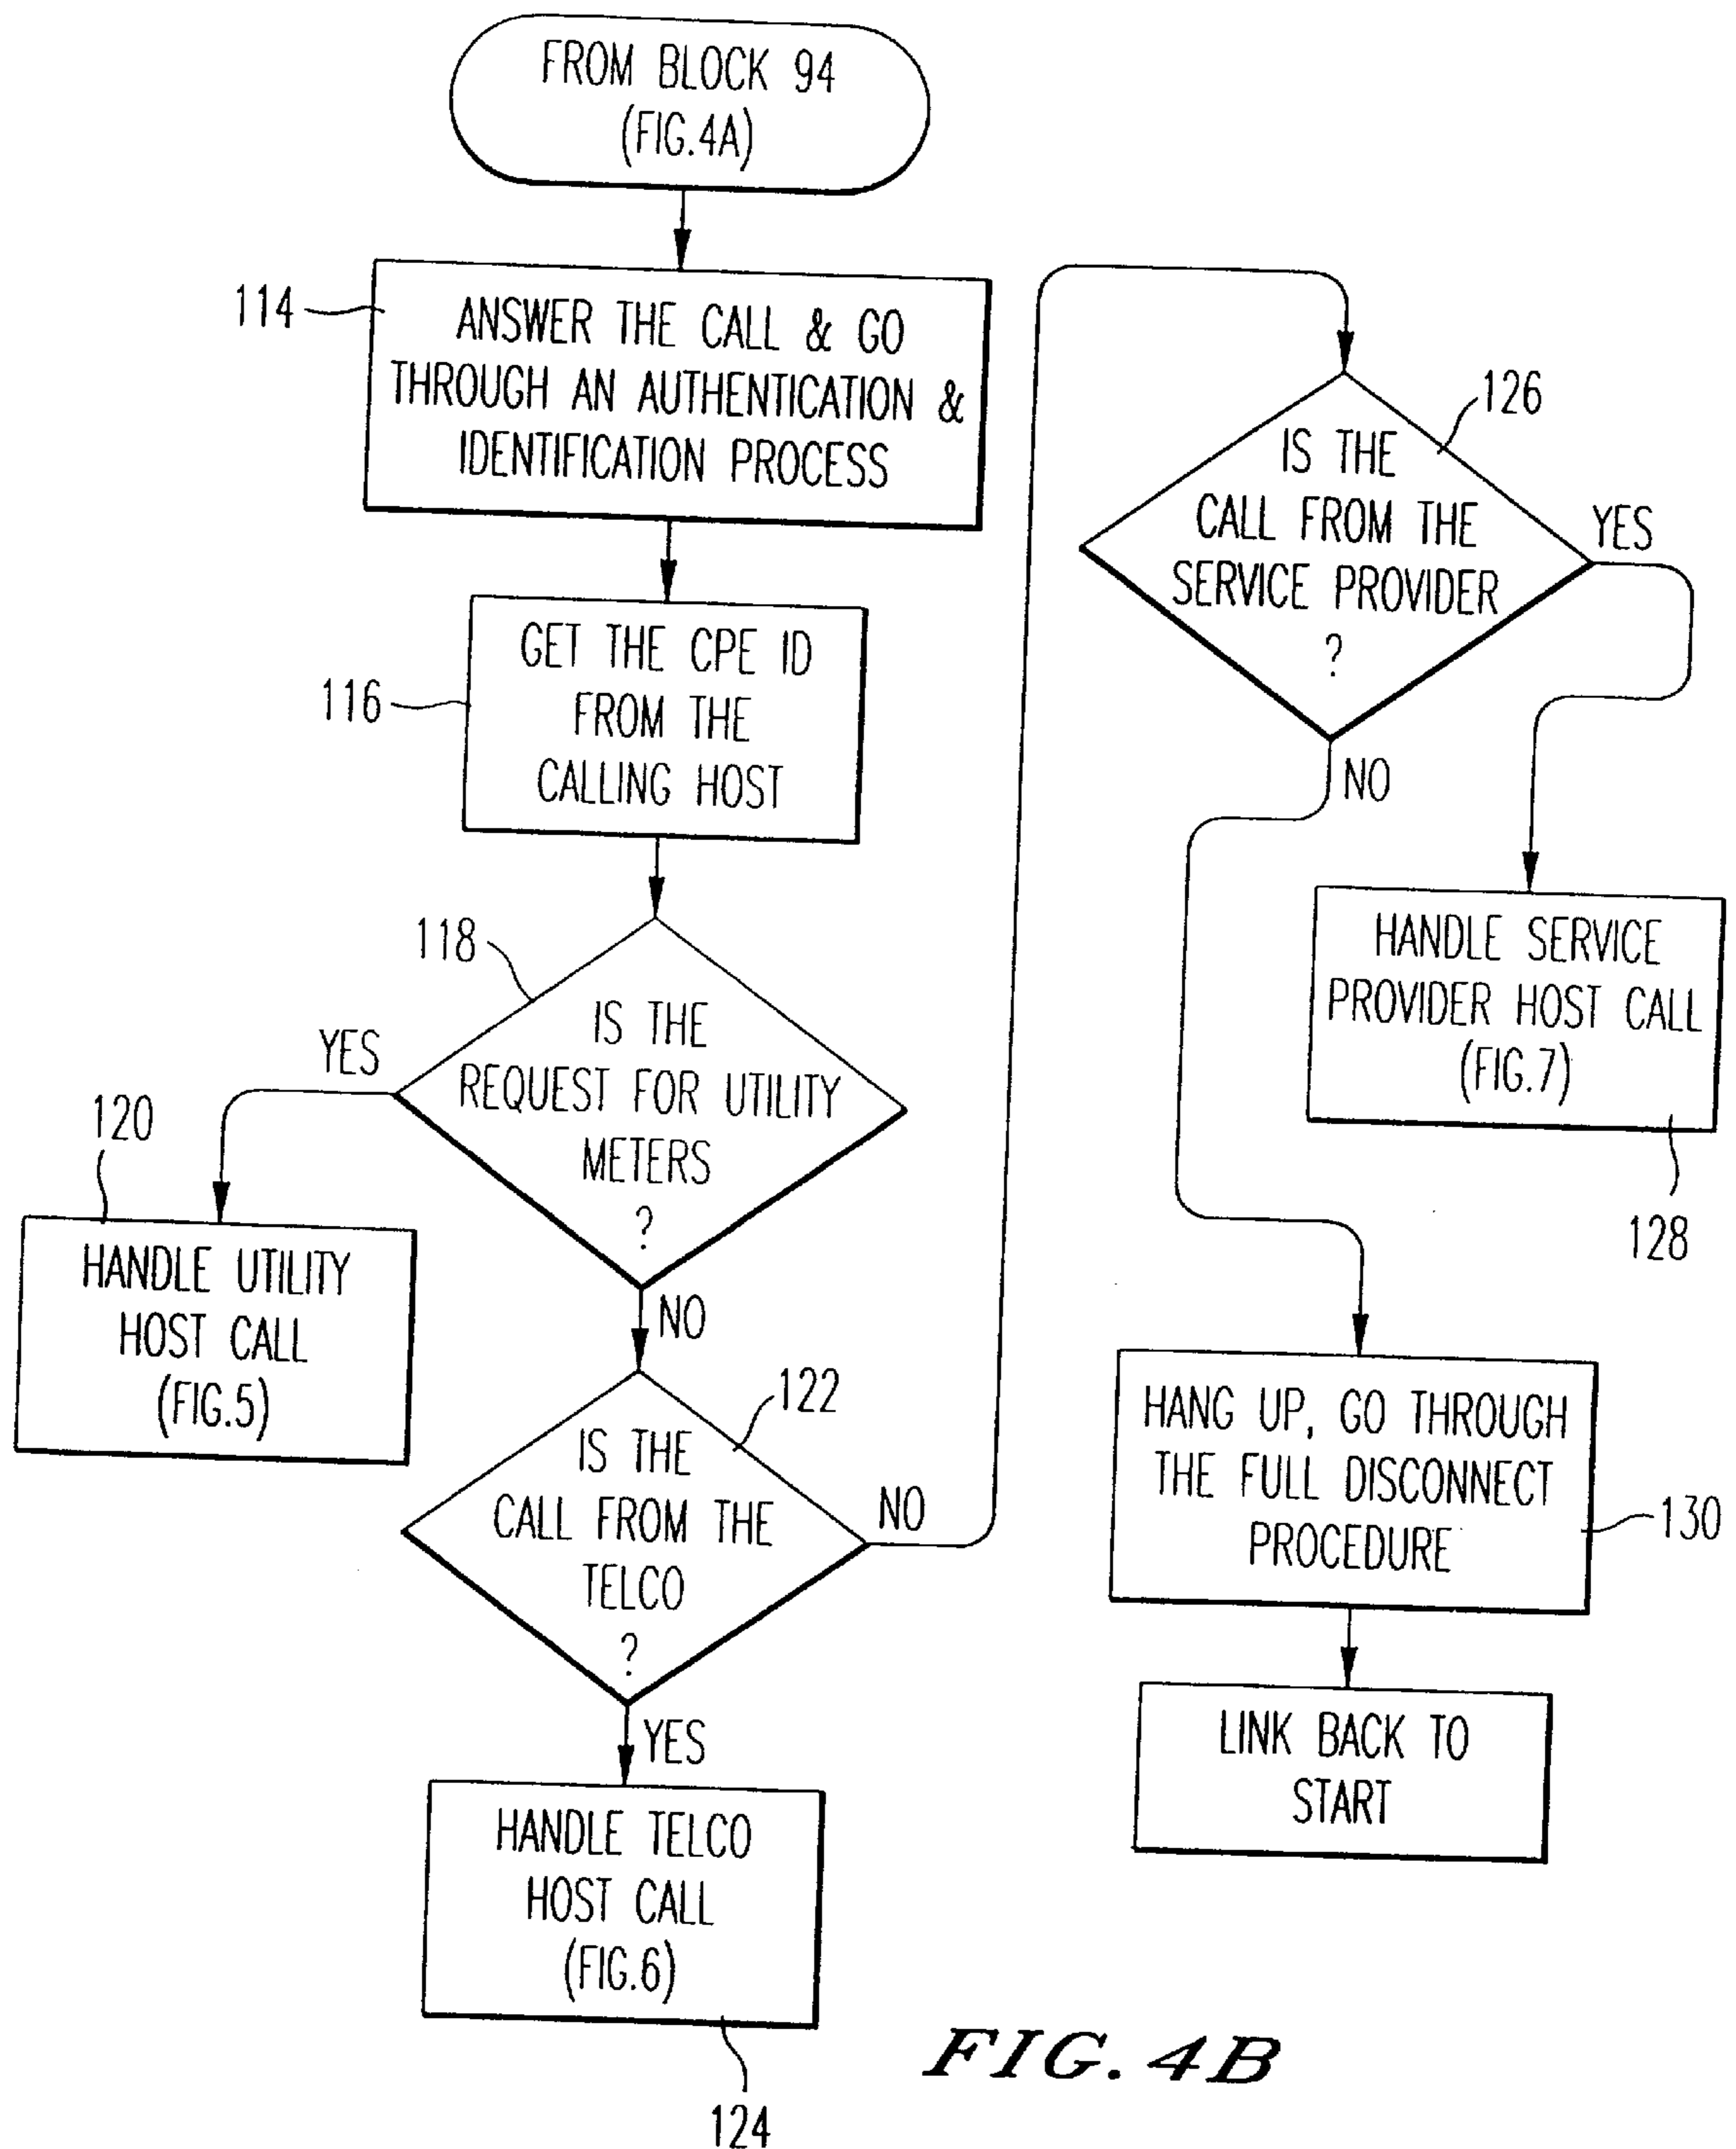 FROM BLOCK 94
(FIG.4A)
114
ANSWER THE CALL & GO
THROUGH AN AUTHENTICATION &
IDENTIFICATION PROCESS
116
GET THE CPE ID
FROM THE
CALLING HOST
118
IS THE
REQUEST FOR UTILITY
METERS
?
YES
NO
120
HANDLE UTILITY
HOST CALL
(FIG.5)
122
IS THE
CALL FROM THE
TELCO
?
NO
YES
HANDLE TELCO
HOST CALL
(FIG.6)
124
126
IS THE
CALL FROM THE
SERVICE PROVIDER
?
YES
NO
HANDLE SERVICE
PROVIDER HOST CALL
(FIG.7)
128
HANG UP, GO THROUGH
THE FULL DISCONNECT
PROCEDURE
130
LINK BACK TO
START
FIG. 4B